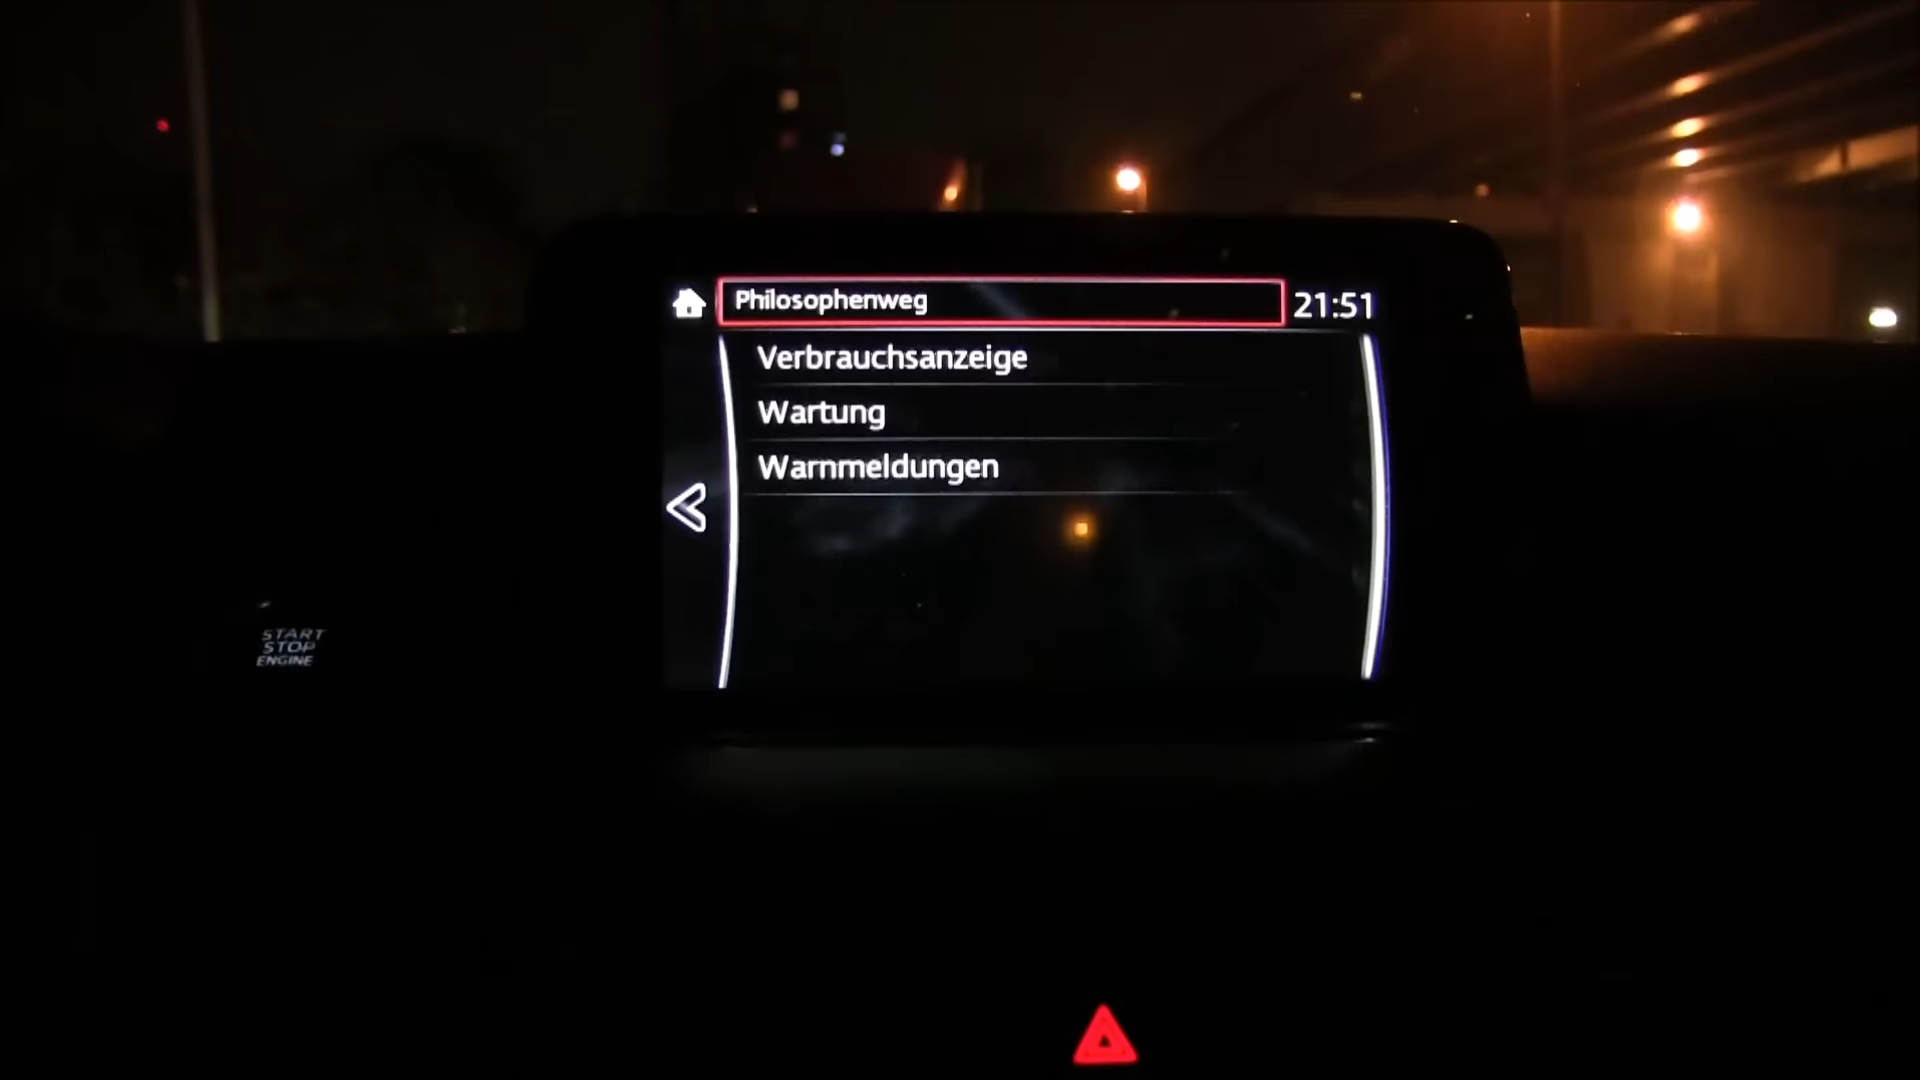 Philosophenweg
21:51
Verbrauchsanzeige
Wartung
Warnmeldungen
START
STOP
ENGINE